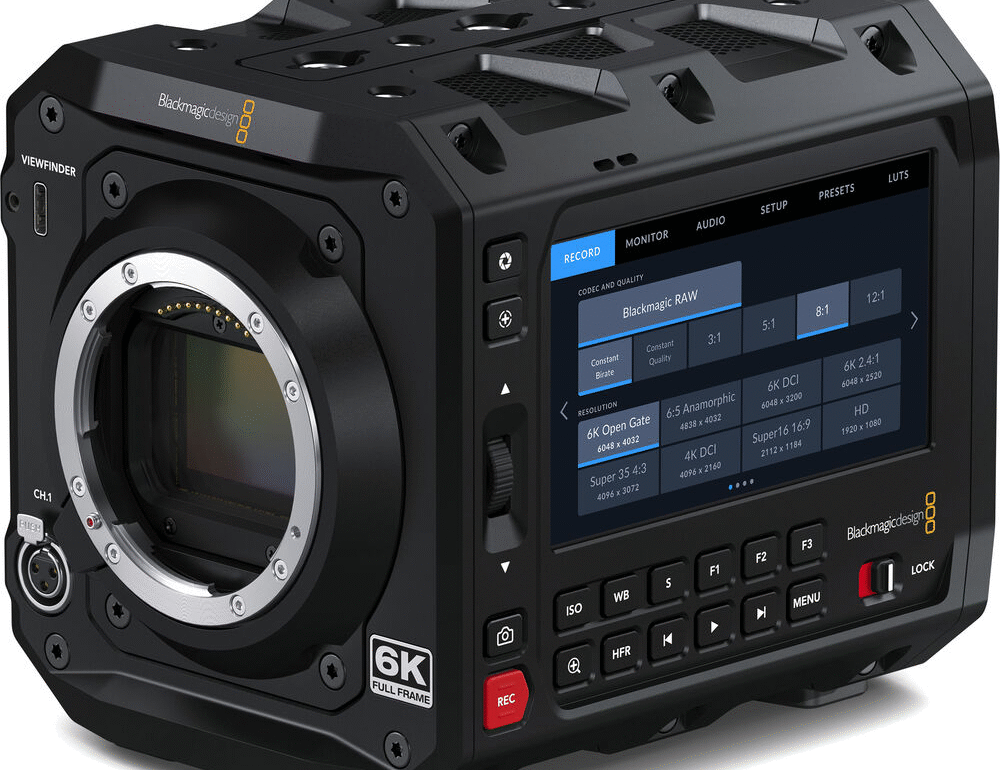 Blackmagicdesign
VIEWFINDER
CH.1
PUSH
6K
FULL FRAME
RECORD
MONITOR
AUDIO
SETUP
PRESETS
LUTS
CODEC AND QUALITY
Blackmagic RAW
Constant
Birate
Constant
Quality
3:1
5:1
8:1
12:1
RESOLUTION
6K Open Gate
6048 x 4032
6:5 Anamorphic
4838 x 4032
6K DCI
6048 x 3200
6K 2.4:1
6048 x 2520
Super 35 4:3
4096 x 3072
4K DCI
4096 x 2160
Super16 16:9
2112 x 1184
HD
1920 x 1080
Blackmagicdesign
LOCK
ISO
WB
S
F1
F2
F3
HFR
MENU
REC